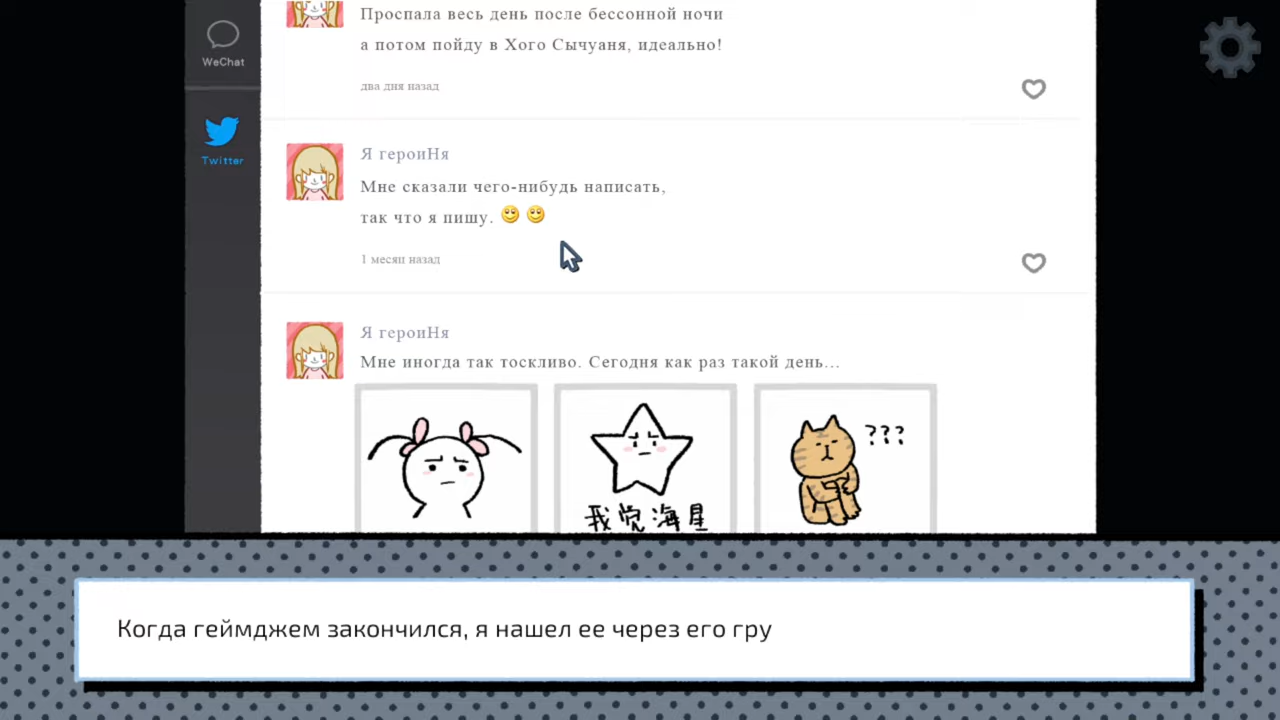 WeChat
Twitter
Проспала весь день после бессонной ночи
а потом пойду в Хого Сычуаня, идеально!
два дня назад
Я героиНя
Мне сказали чего-нибудь написать,
так что я пишу. 😊 😊
1 месяц назад
Я героиНя
Мне иногда так тоскливо. Сегодня как раз такой день...
???
我觉海星
Когда геймджем закончился, я нашел ее через его гру